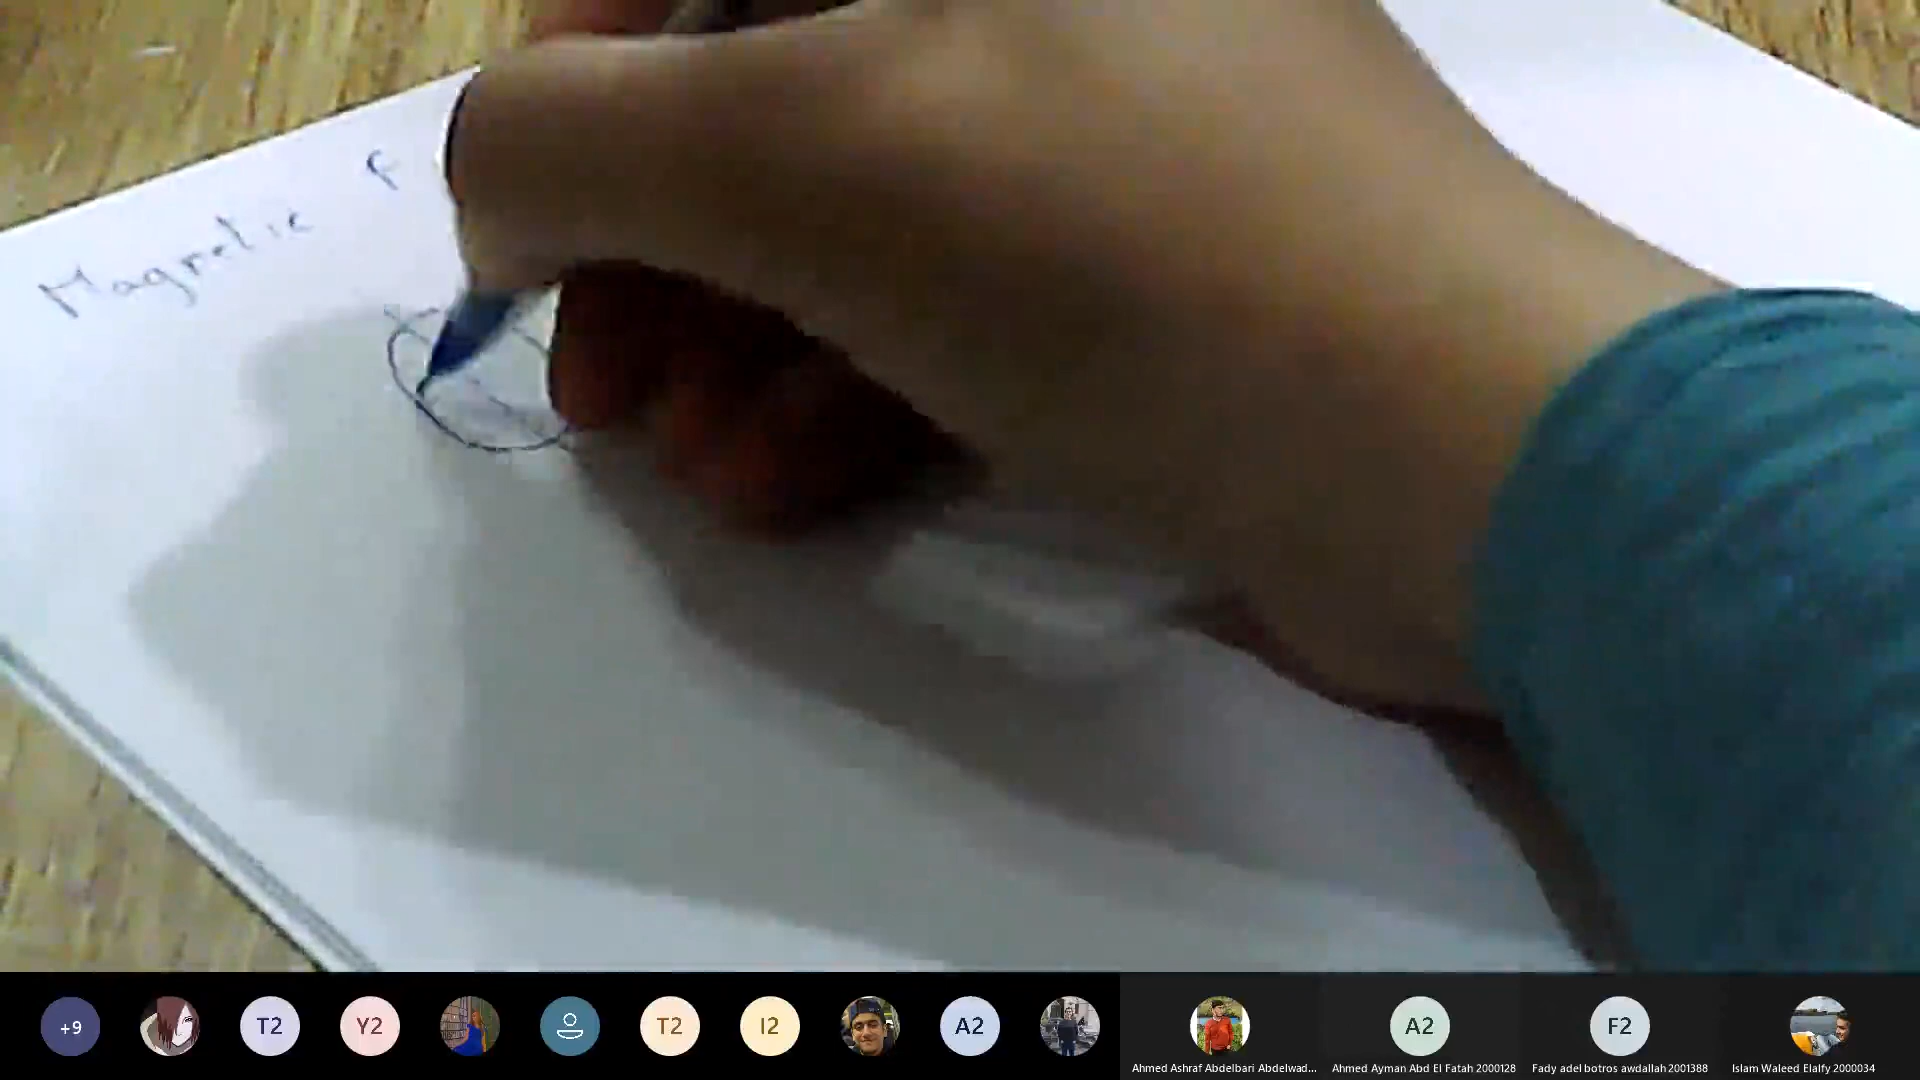 Magnetic F
+9
T2
Y2
T2
I2
A2
A2
F2
Ahmed Ashraf Abdelbari Abdelwad...
Ahmed Ayman Abd El Fatah 2000128
Fady adel botros awdallah 2001388
Islam Waleed Elalfy 2000034